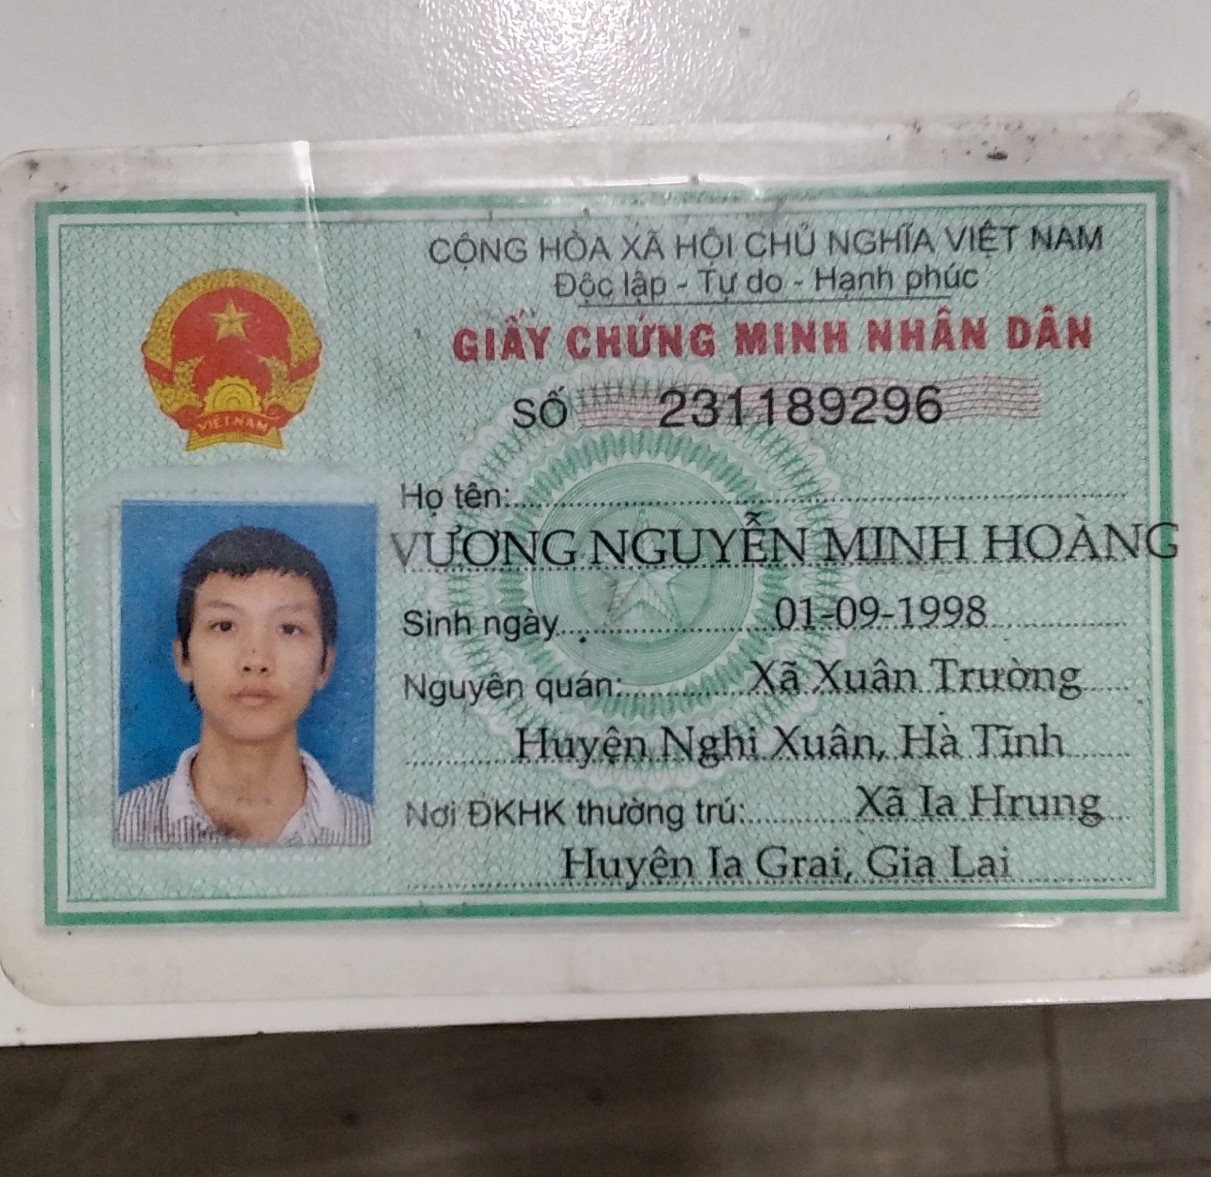 CỘNG HÒA XÃ HỘI CHỦ NGHĨA VIỆT NAM
Độc lập - Tự do - Hạnh phúc
GIẤY CHỨNG MINH NHÂN DÂN
SỐ 231189296
VIETNAM
Họ tên:
VƯƠNG NGUYỄN MINH HOÀNG
Sinh ngày 01-09-1998
Nguyên quán: Xã Xuân Trường
Huyện Nghi Xuân, Hà Tĩnh
Nơi ĐKHK thường trú: Xã Ia Hrung
Huyện Ia Grai, Gia Lai